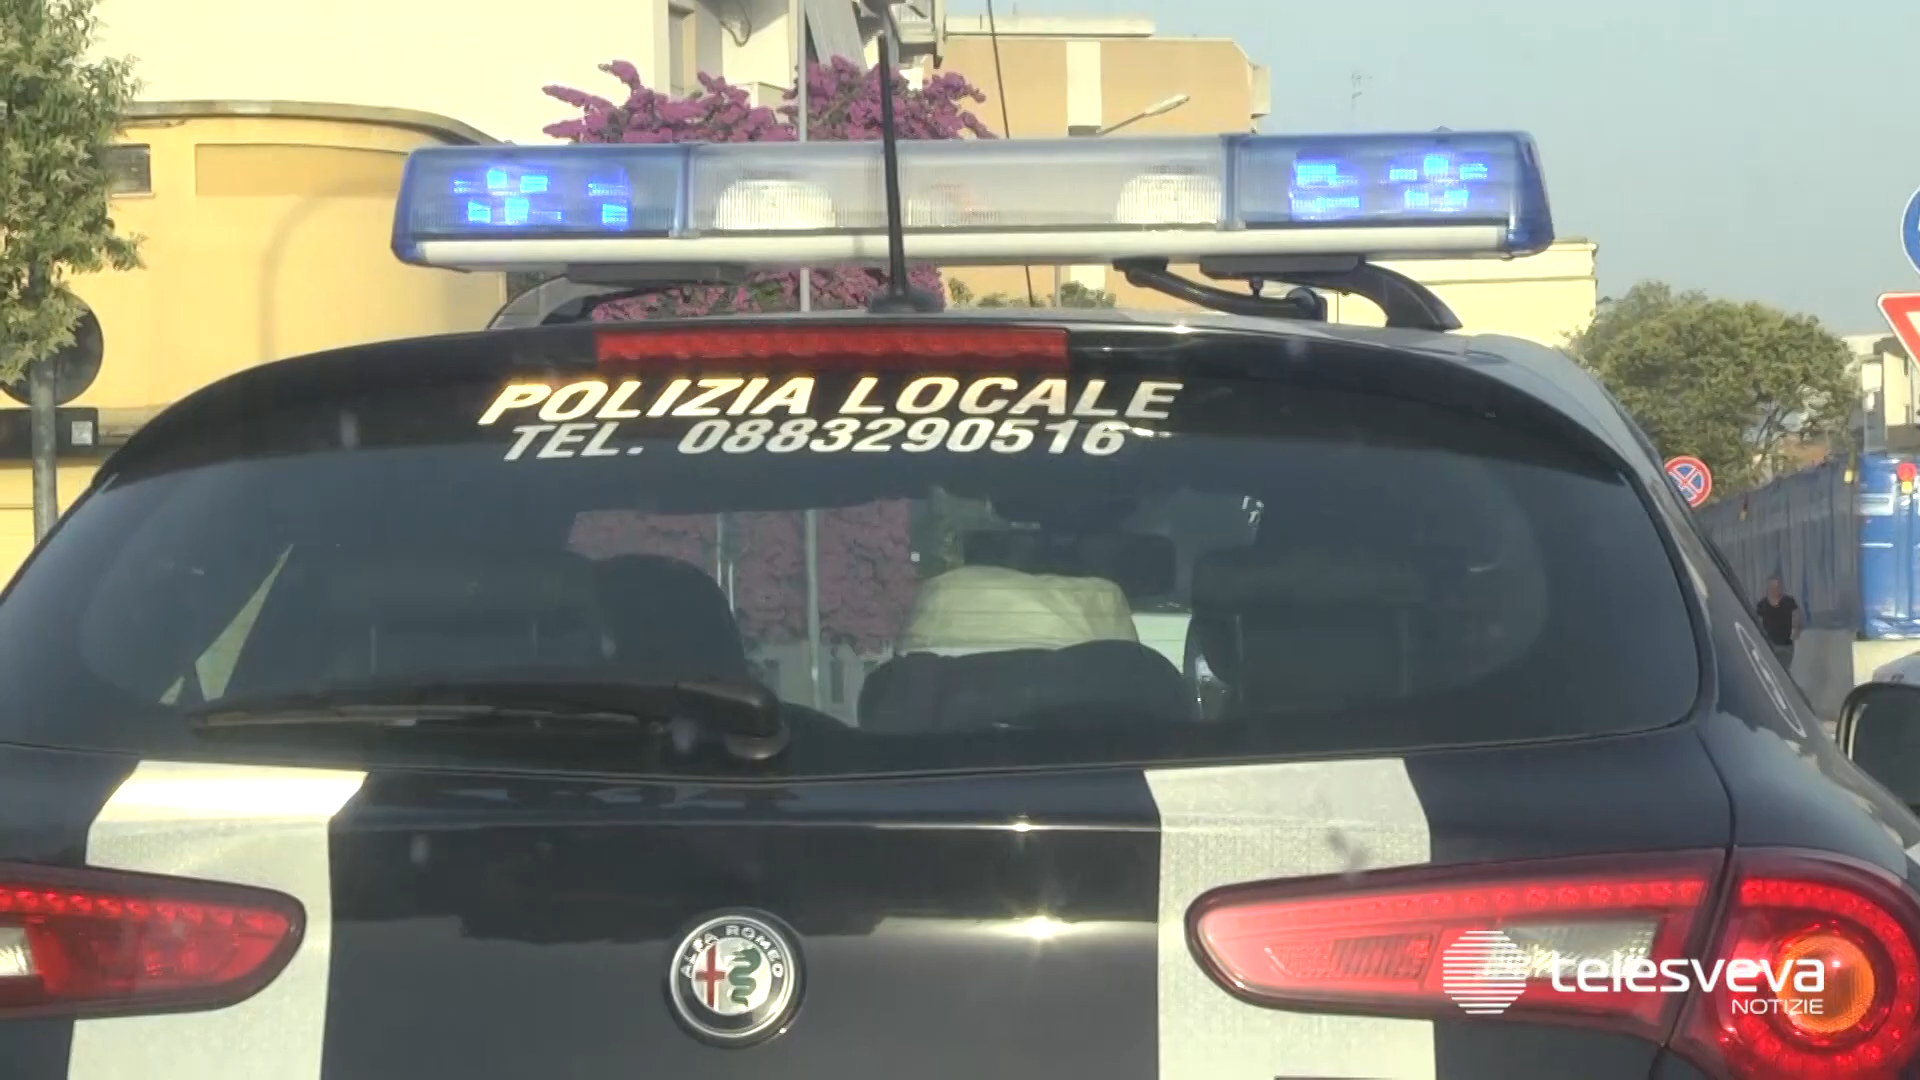 POLIZIA LOCALE
TEL. 0883290516
ALFA ROMEO
telesveva
NOTIZIE